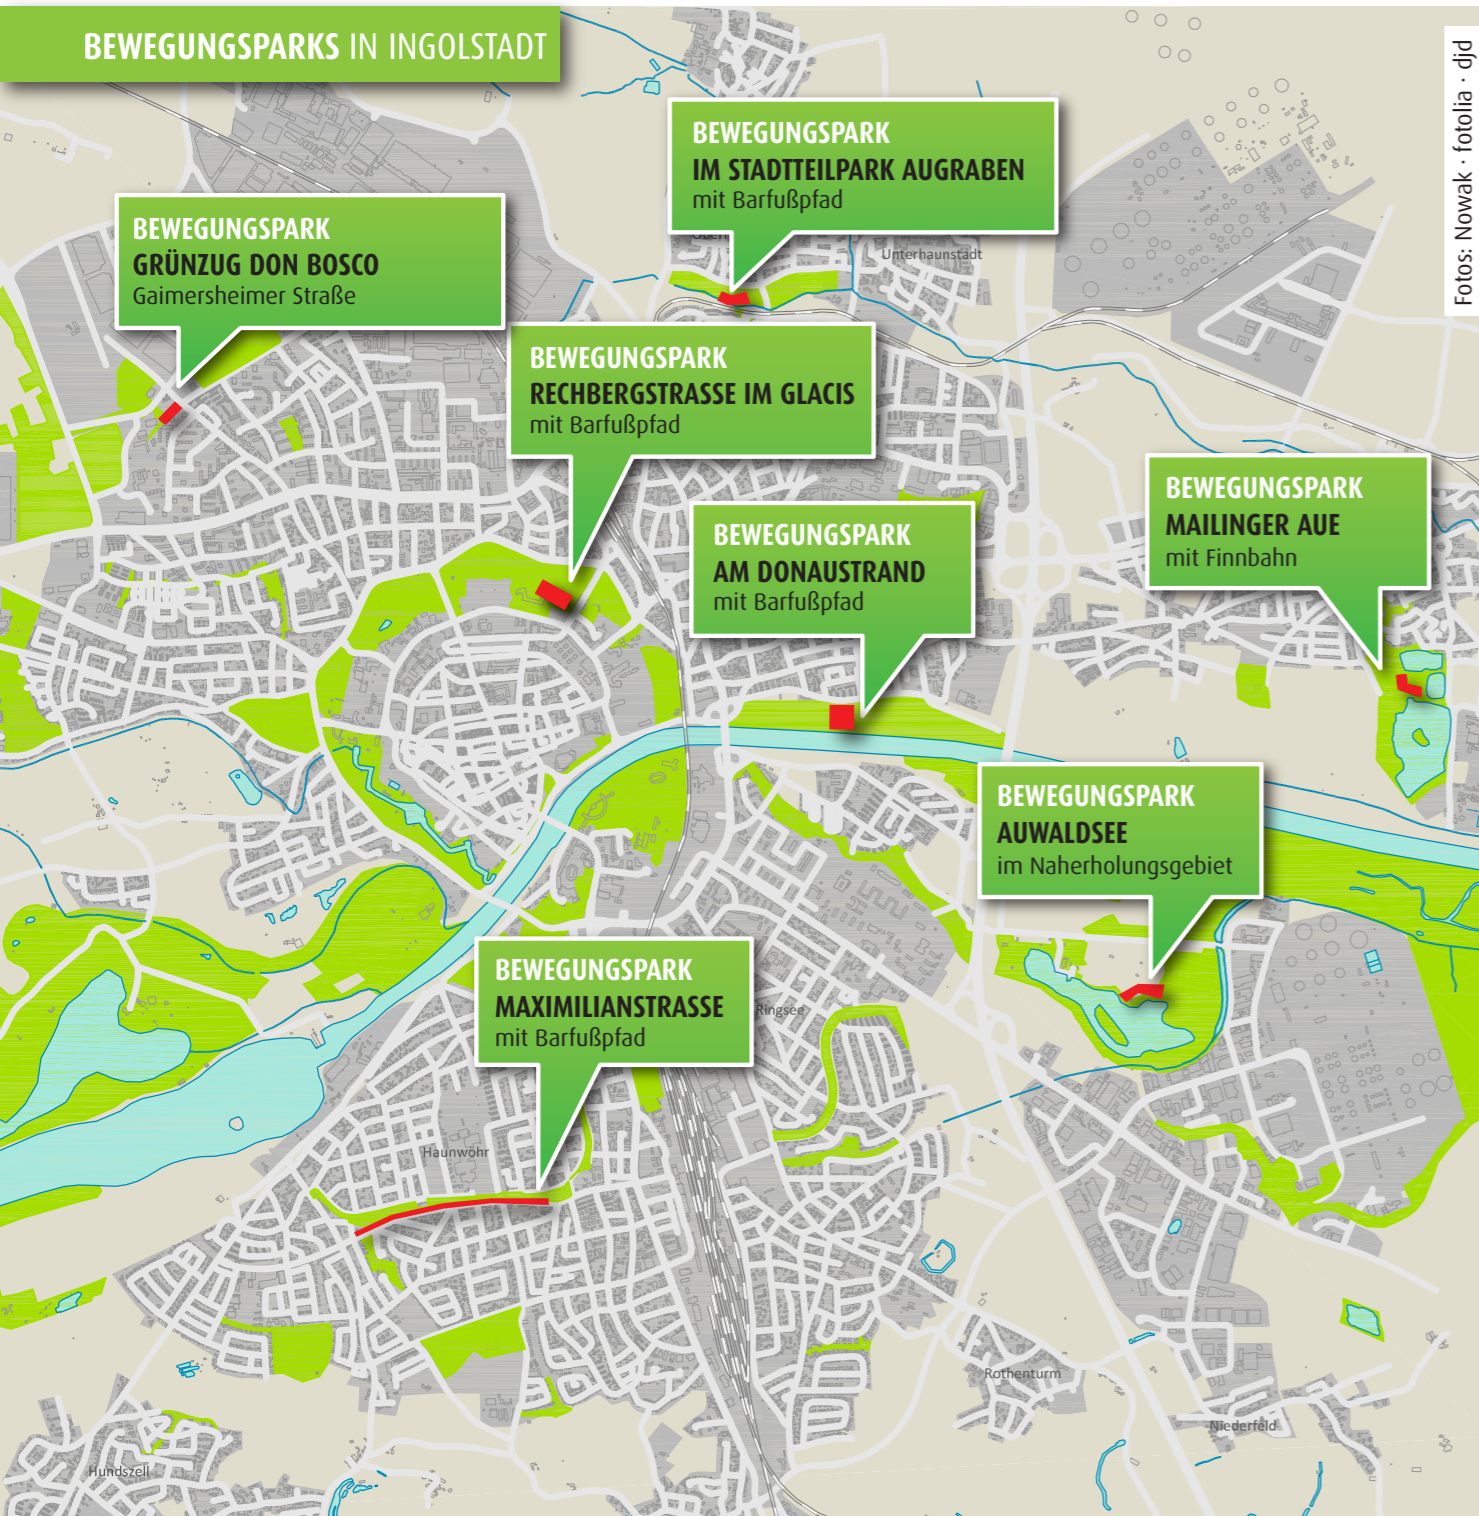 BEWEGUNGSPARKS IN INGOLSTADT
Fotos: Nowak · fotolia · djd
BEWEGUNGSPARK
IM STADTTEILPARK AUGRABEN
mit Barfußpfad
BEWEGUNGSPARK
GRÜNZUG DON BOSCO
Gaimersheimer Straße
Unterhaunstadt
BEWEGUNGSPARK
RECHBERGSTRASSE IM GLACIS
mit Barfußpfad
BEWEGUNGSPARK
MAILINGER AUE
mit Finnbahn
BEWEGUNGSPARK
AM DONAUSTRAND
mit Barfußpfad
BEWEGUNGSPARK
AUWALDSEE
im Naherholungsgebiet
BEWEGUNGSPARK
MAXIMILIANSTRASSE
mit Barfußpfad
Ringsee
Haunwöhr
Rothenturm
Niederfeld
Hundszell